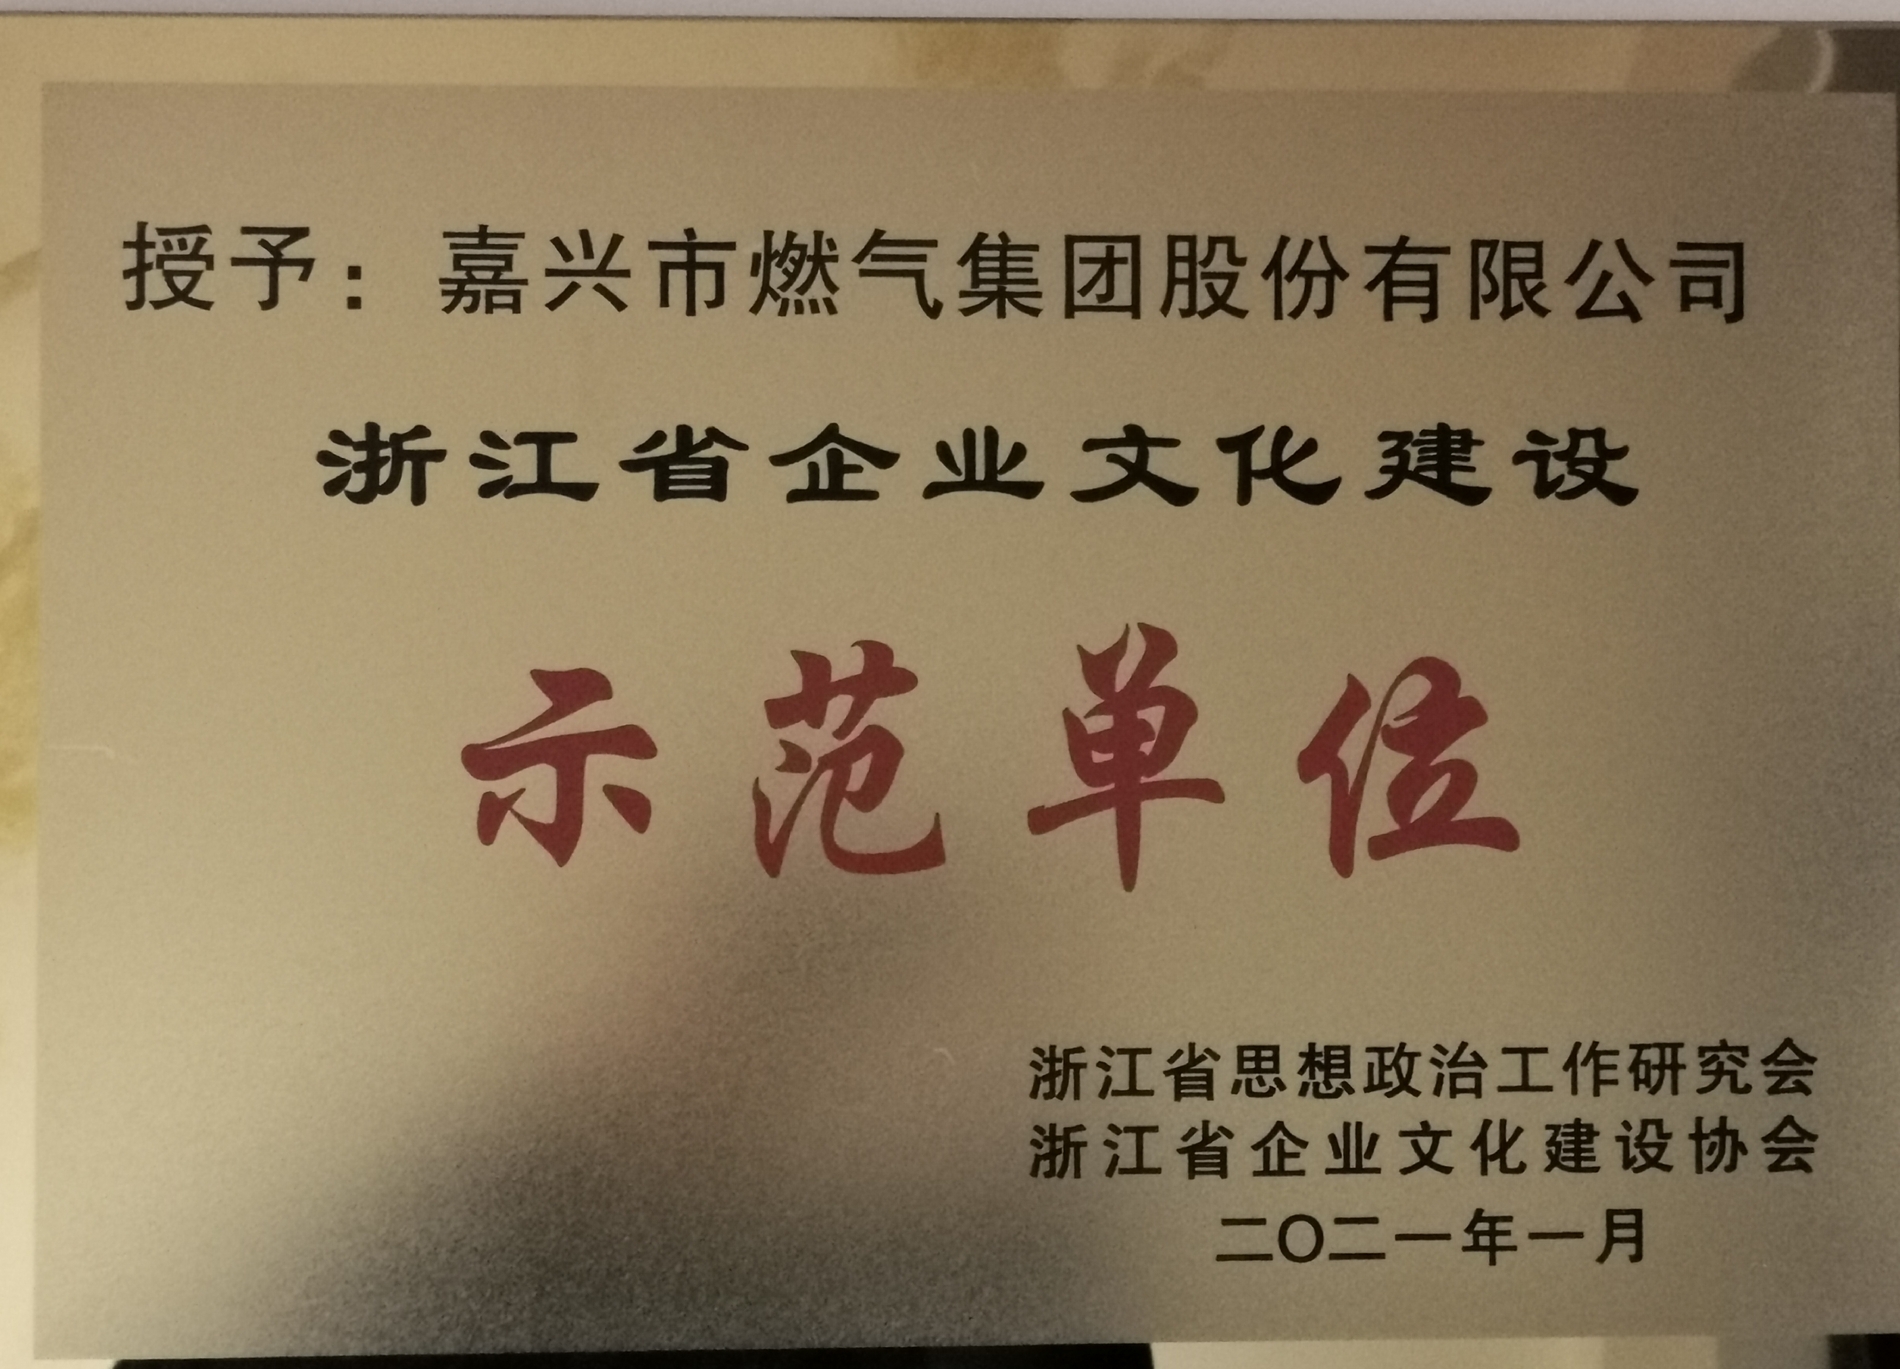 授予：嘉兴市燃气集团股份有限公司
浙江省企业文化建设
示范单位
浙江省思想政治工作研究会
浙江省企业文化建设协会
二〇二一年一月